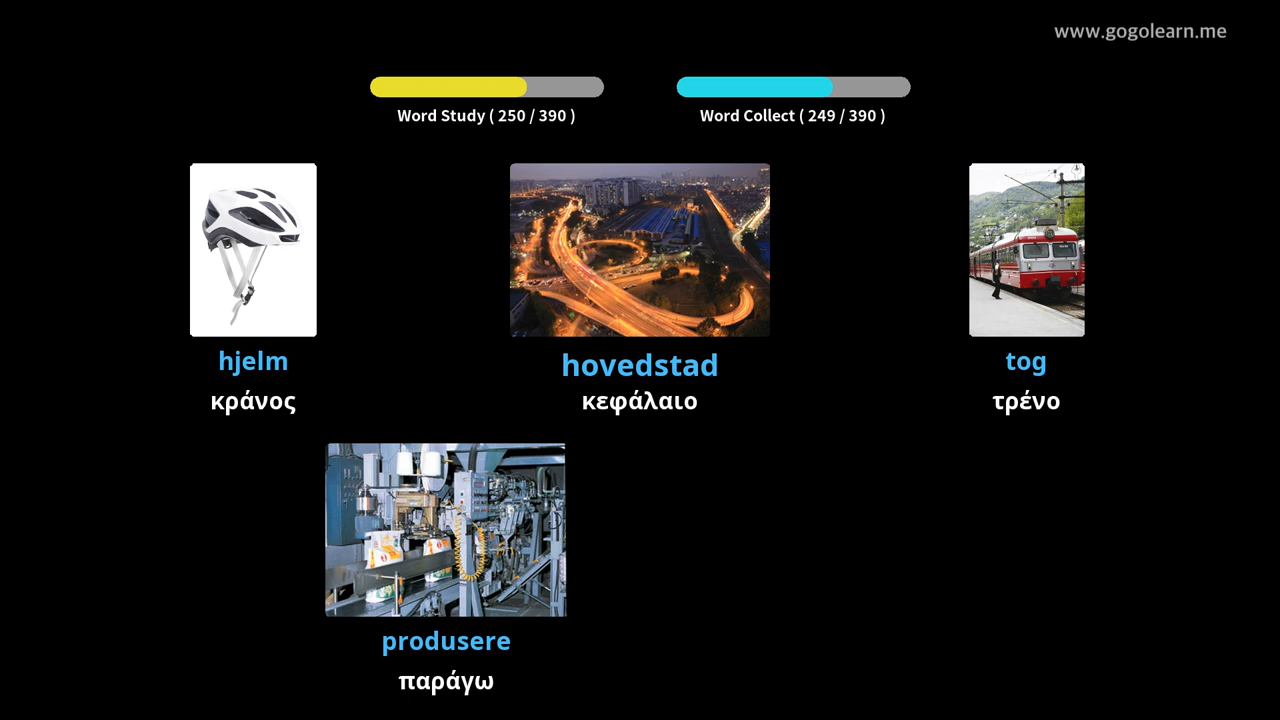 www.gogolearn.me
Word Study ( 250 / 390 )
Word Collect ( 249 / 390 )
hjelm
κράνος
hovedstad
κεφάλαιο
tog
τρένο
produsere
παράγω